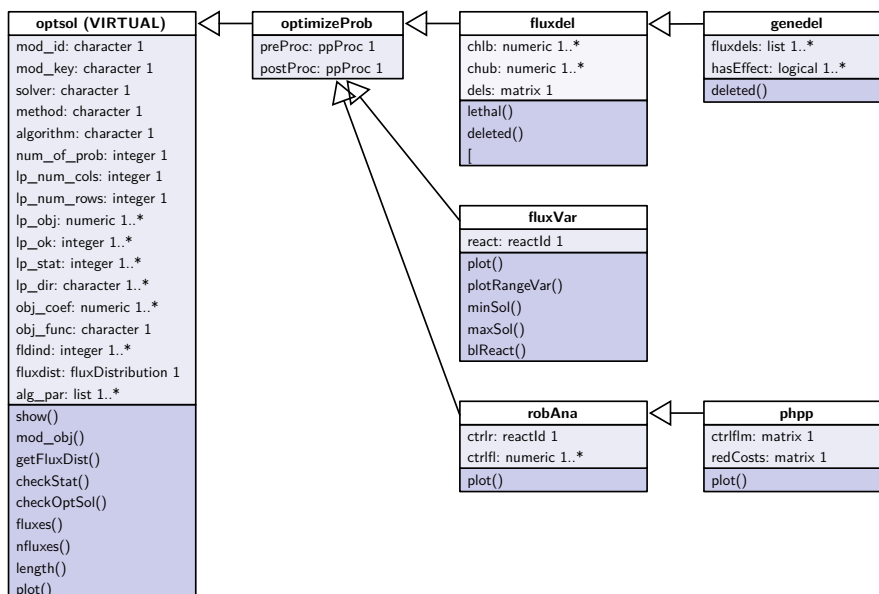 optsol (VIRTUAL)
mod_id: character 1
mod_key: character 1
solver: character 1
method: character 1
algorithm: character 1
num_of_prob: integer 1
lp_num_cols: integer 1
lp_num_rows: integer 1
lp_obj: numeric 1..*
lp_ok: integer 1..*
lp_stat: integer 1..*
lp_dir: character 1..*
obj_coef: numeric 1..*
obj_func: character 1
fldind: integer 1..*
fluxdist: fluxDistribution 1
alg_par: list 1..*
show()
mod_obj()
getFluxDist()
checkStat()
checkOptSol()
fluxes()
nfluxes()
length()
plot()
optimizeProb
preProc: ppProc 1
postProc: ppProc 1
fluxdel
chlb: numeric 1..*
chub: numeric 1..*
dels: matrix 1
lethal()
deleted()
[
genedel
fluxdels: list 1..*
hasEffect: logical 1..*
deleted()
fluxVar
react: reactId 1
plot()
plotRangeVar()
minSol()
maxSol()
blReact()
robAna
ctrlr: reactId 1
ctrlfl: numeric 1..*
plot()
phpp
ctrlflm: matrix 1
redCosts: matrix 1
plot()